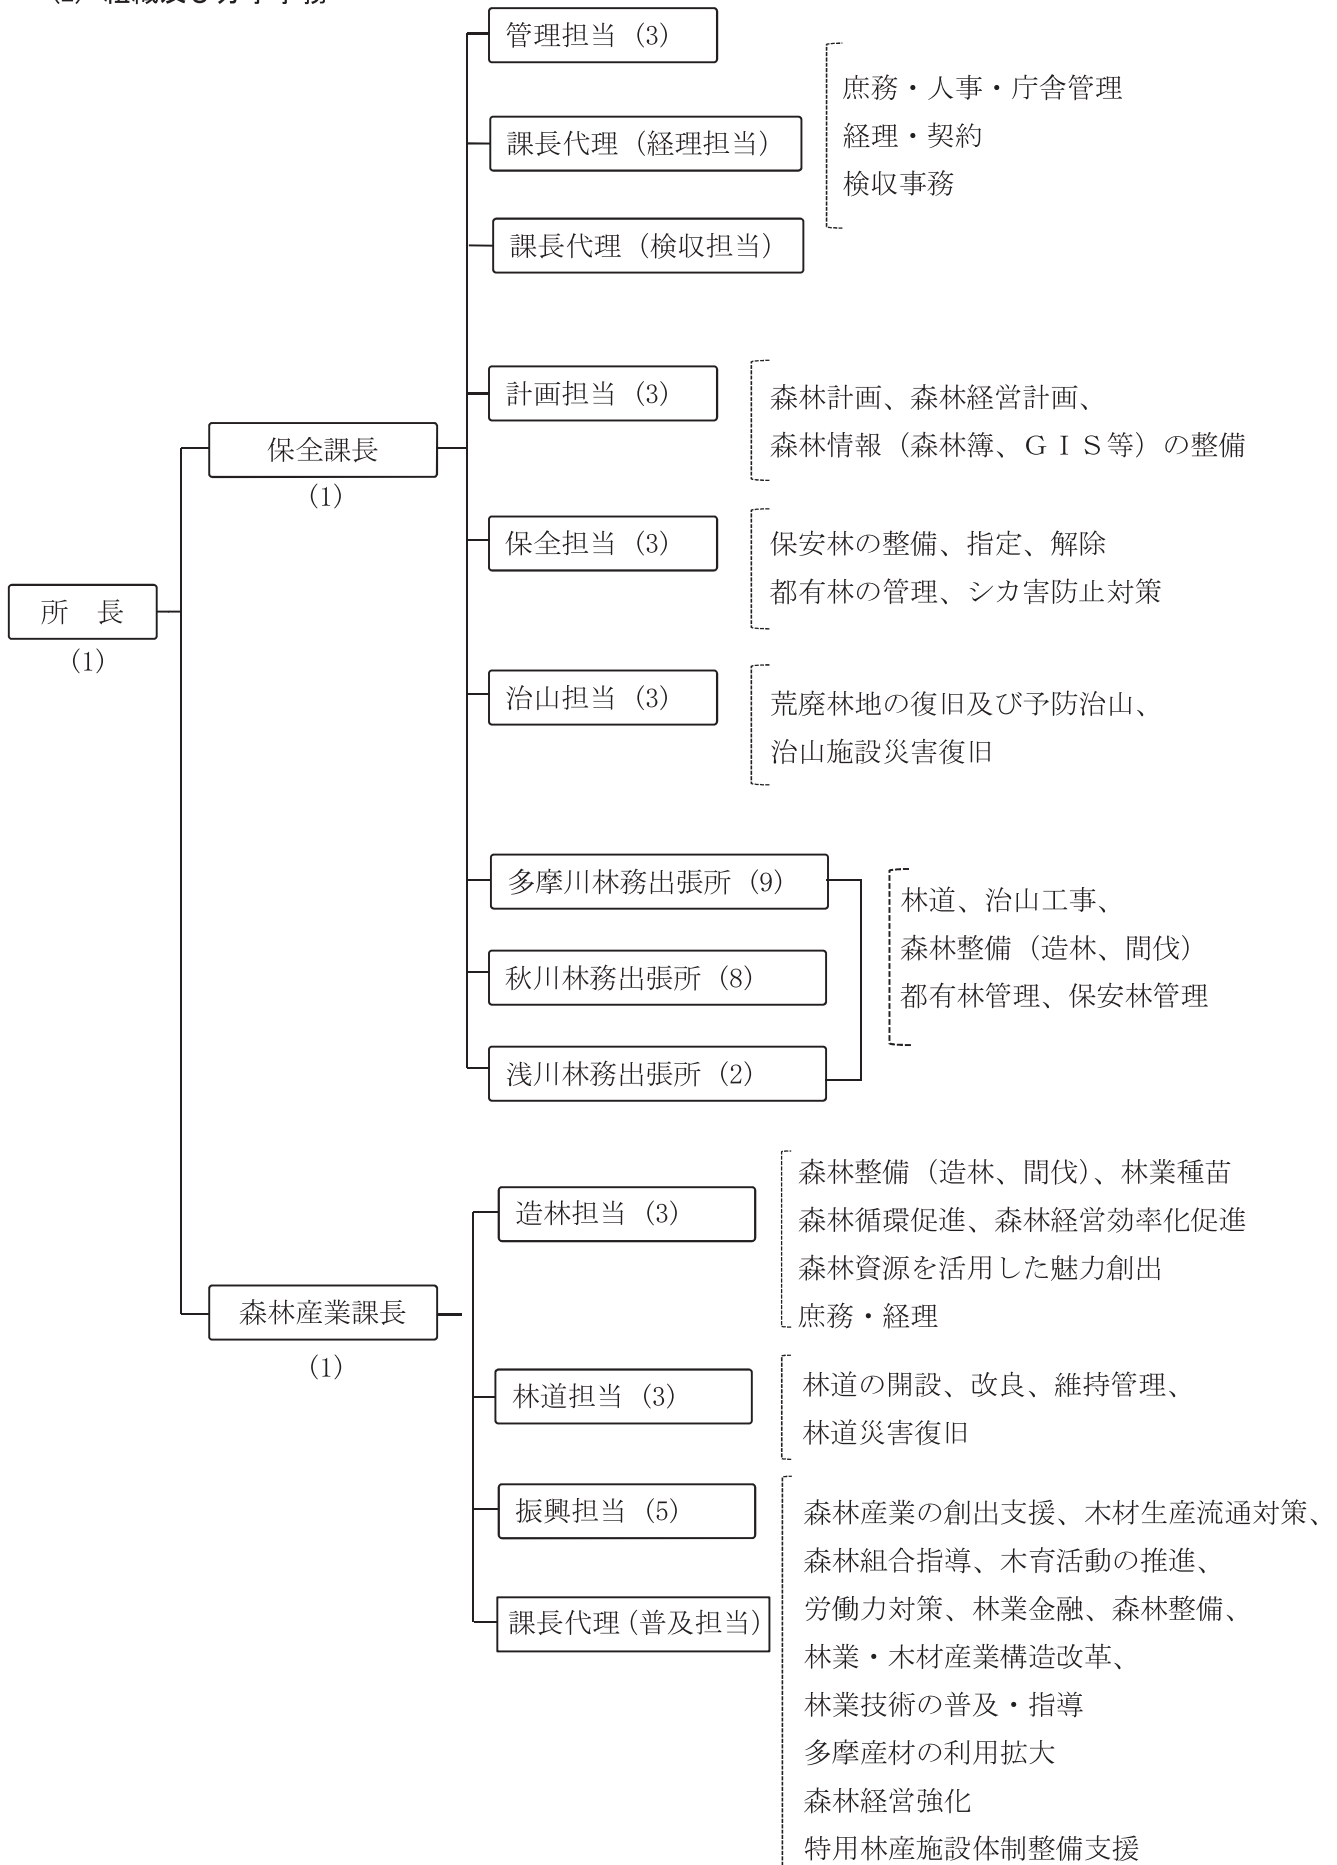 管理担当（3）
庶務・人事・庁舎管理
課長代理（経理担当）
経理・契約
検収事務
課長代理（検収担当）
計画担当（3）
森林計画、森林経営計画、
森林情報（森林簿、ＧＩＳ等）の整備
保全課長
(1)
保全担当（3）
保安林の整備、指定、解除
都有林の管理、シカ害防止対策
所　長
(1)
治山担当（3）
荒廃林地の復旧及び予防治山、
治山施設災害復旧
多摩川林務出張所（9）
林道、治山工事、
森林整備（造林、間伐）
秋川林務出張所（8）
都有林管理、保安林管理
浅川林務出張所（2）
造林担当（3）
森林整備（造林、間伐）、林業種苗
森林循環促進、森林経営効率化促進
森林資源を活用した魅力創出
庶務・経理
森林産業課長
(1)
林道担当（3）
林道の開設、改良、維持管理、
林道災害復旧
振興担当（5）
森林産業の創出支援、木材生産流通対策、
森林組合指導、木育活動の推進、
課長代理（普及担当）
労働力対策、林業金融、森林整備、
林業・木材産業構造改革、
林業技術の普及・指導
多摩産材の利用拡大
森林経営強化
特用林産施設体制整備支援